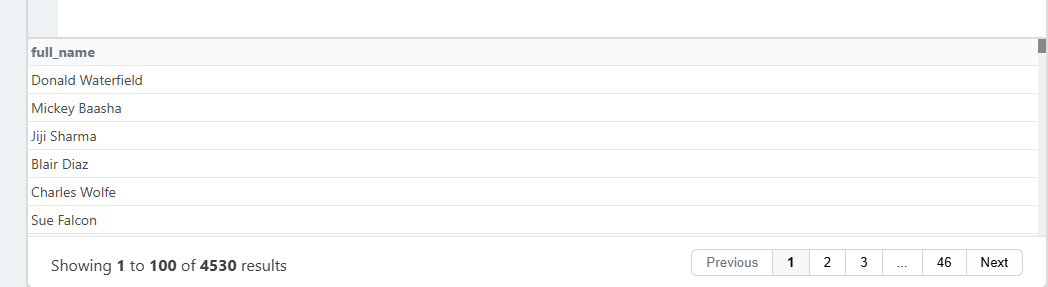 full_name
Donald Waterfield
Mickey Baasha
Jiji Sharma
Blair Diaz
Charles Wolfe
Sue Falcon
Showing 1 to 100 of 4530 results
Previous 1 2 3 ... 46 Next